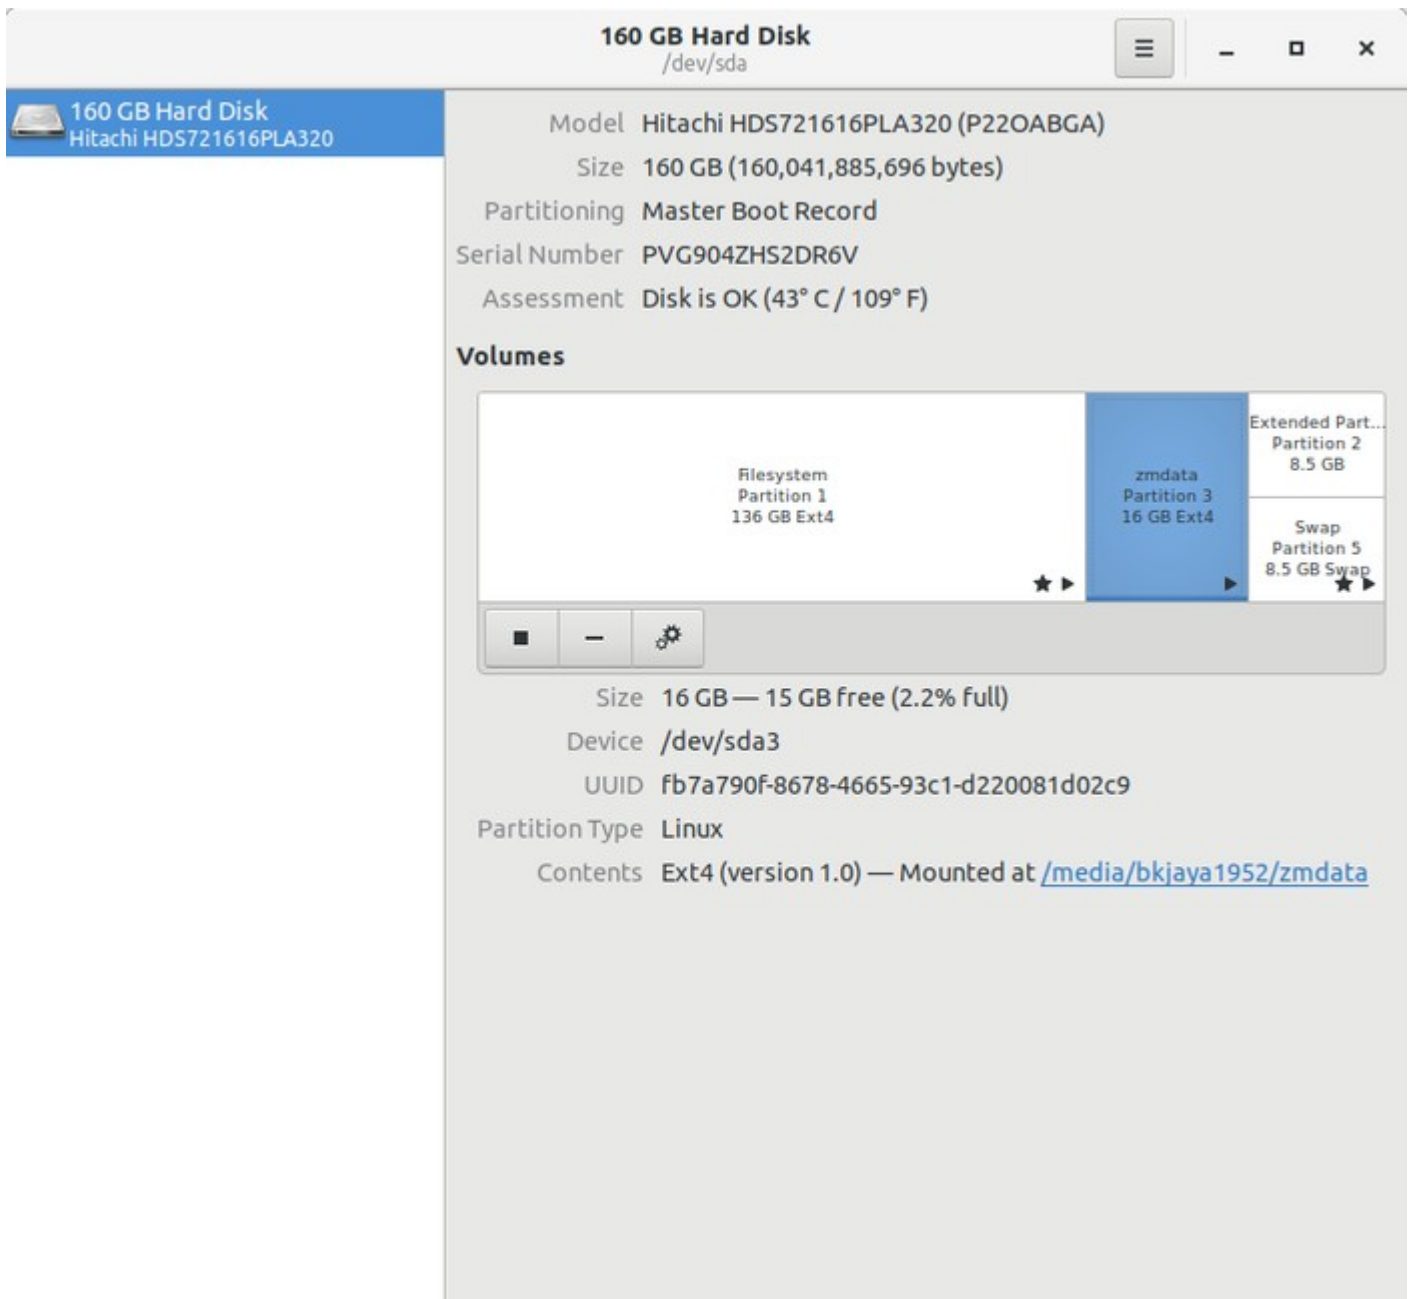 160 GB Hard Disk
/dev/sda
160 GB Hard Disk
Hitachi HDS721616PLA320
Model Hitachi HDS721616PLA320 (P22OABGA)
Size 160 GB (160,041,885,696 bytes)
Partitioning Master Boot Record
Serial Number PVG904ZHS2DR6V
Assessment Disk is OK (43° C / 109° F)
Volumes
Filesystem
Partition 1
136 GB Ext4
zmdata
Partition 3
16 GB Ext4
Extended Part...
Partition 2
8.5 GB
Swap
Partition 5
8.5 GB Swap
Size 16 GB — 15 GB free (2.2% full)
Device /dev/sda3
UUID fb7a790f-8678-4665-93c1-d220081d02c9
Partition Type Linux
Contents Ext4 (version 1.0) — Mounted at /media/bkjaya1952/zmdata